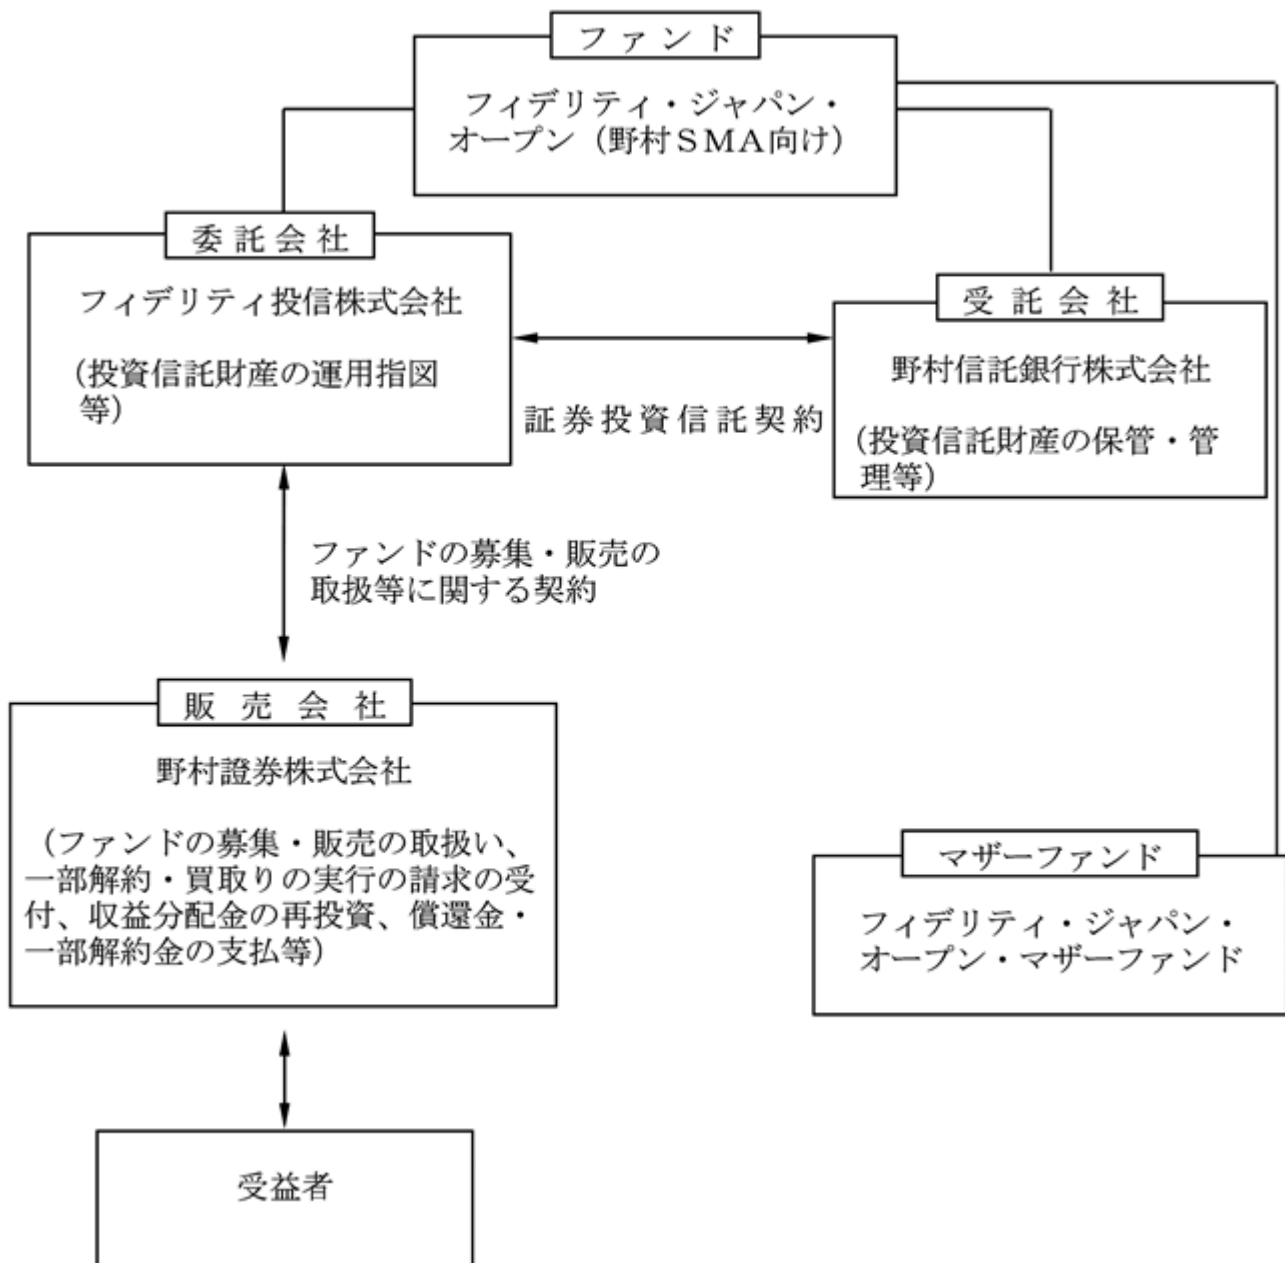 ファンド
フィデリティ・ジャパン・
オープン（野村ＳＭＡ向け）
委託会社
フィデリティ投信株式会社
（投資信託財産の運用指図
等）
証券投資信託契約
受託会社
野村信託銀行株式会社
（投資信託財産の保管・管
理等）
ファンドの募集・販売の
取扱等に関する契約
販売会社
野村證券株式会社
（ファンドの募集・販売の取扱い、
一部解約・買取りの実行の請求の受
付、収益分配金の再投資、償還金・
一部解約金の支払等）
マザーファンド
フィデリティ・ジャパン・
オープン・マザーファンド
受益者